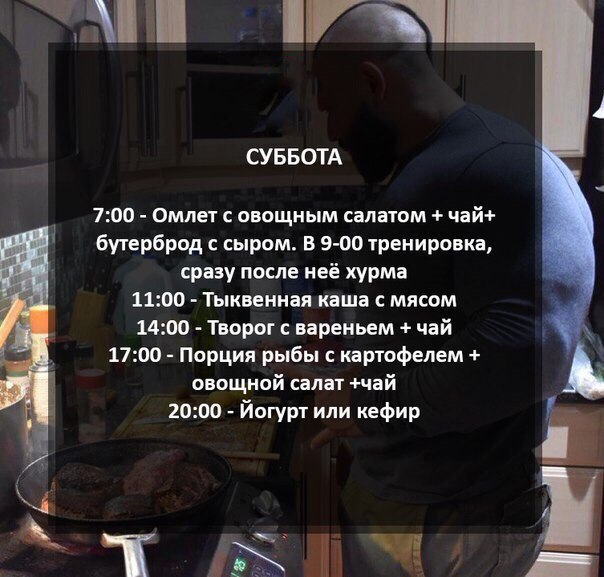 СУББОТА
7:00 - Омлет с овощным салатом + чай+
бутерброд с сыром. В 9-00 тренировка,
сразу после неё хурма
11:00 - Тыквенная каша с мясом
14:00 - Творог с вареньем + чай
17:00 - Порция рыбы с картофелем +
овощной салат +чай
20:00 - Йогурт или кефир